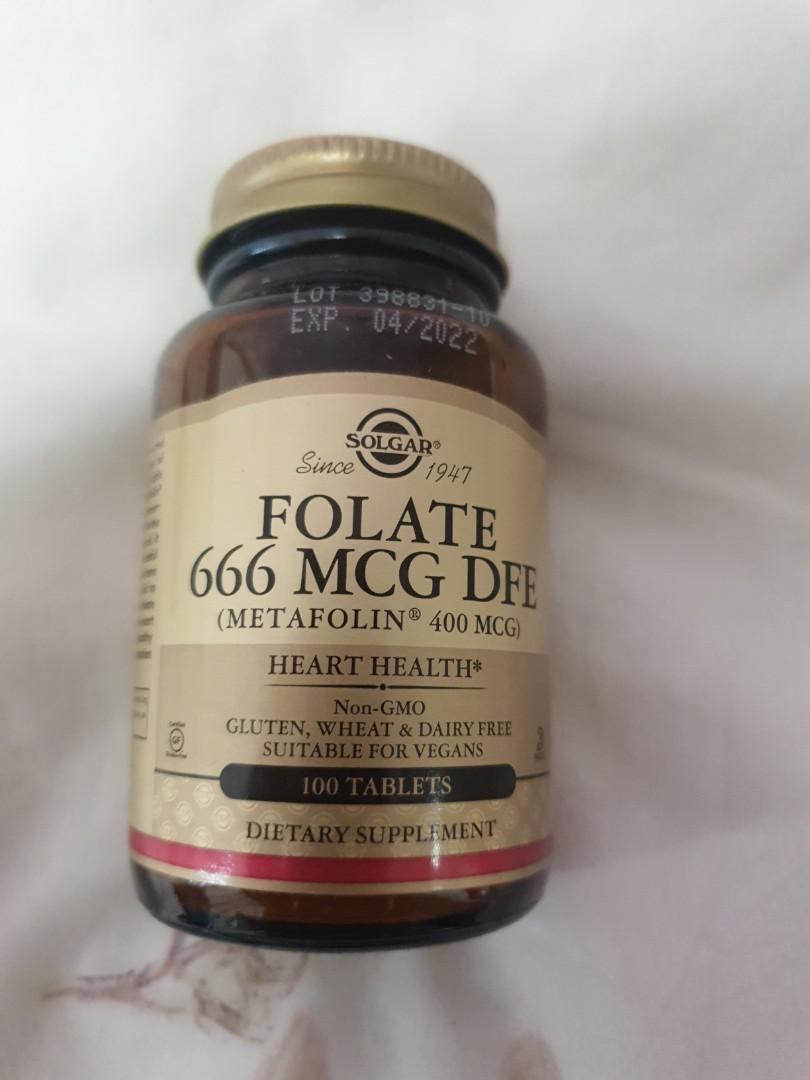 LOT 398831-10
EXP. 04/2022
SOLGAR®
Since 1947
FOLATE
666 MCG DFE
(METAFOLIN® 400 MCG)
HEART HEALTH*
Non-GMO
GLUTEN, WHEAT & DAIRY FREE
SUITABLE FOR VEGANS
GF
100 TABLETS
DIETARY SUPPLEMENT